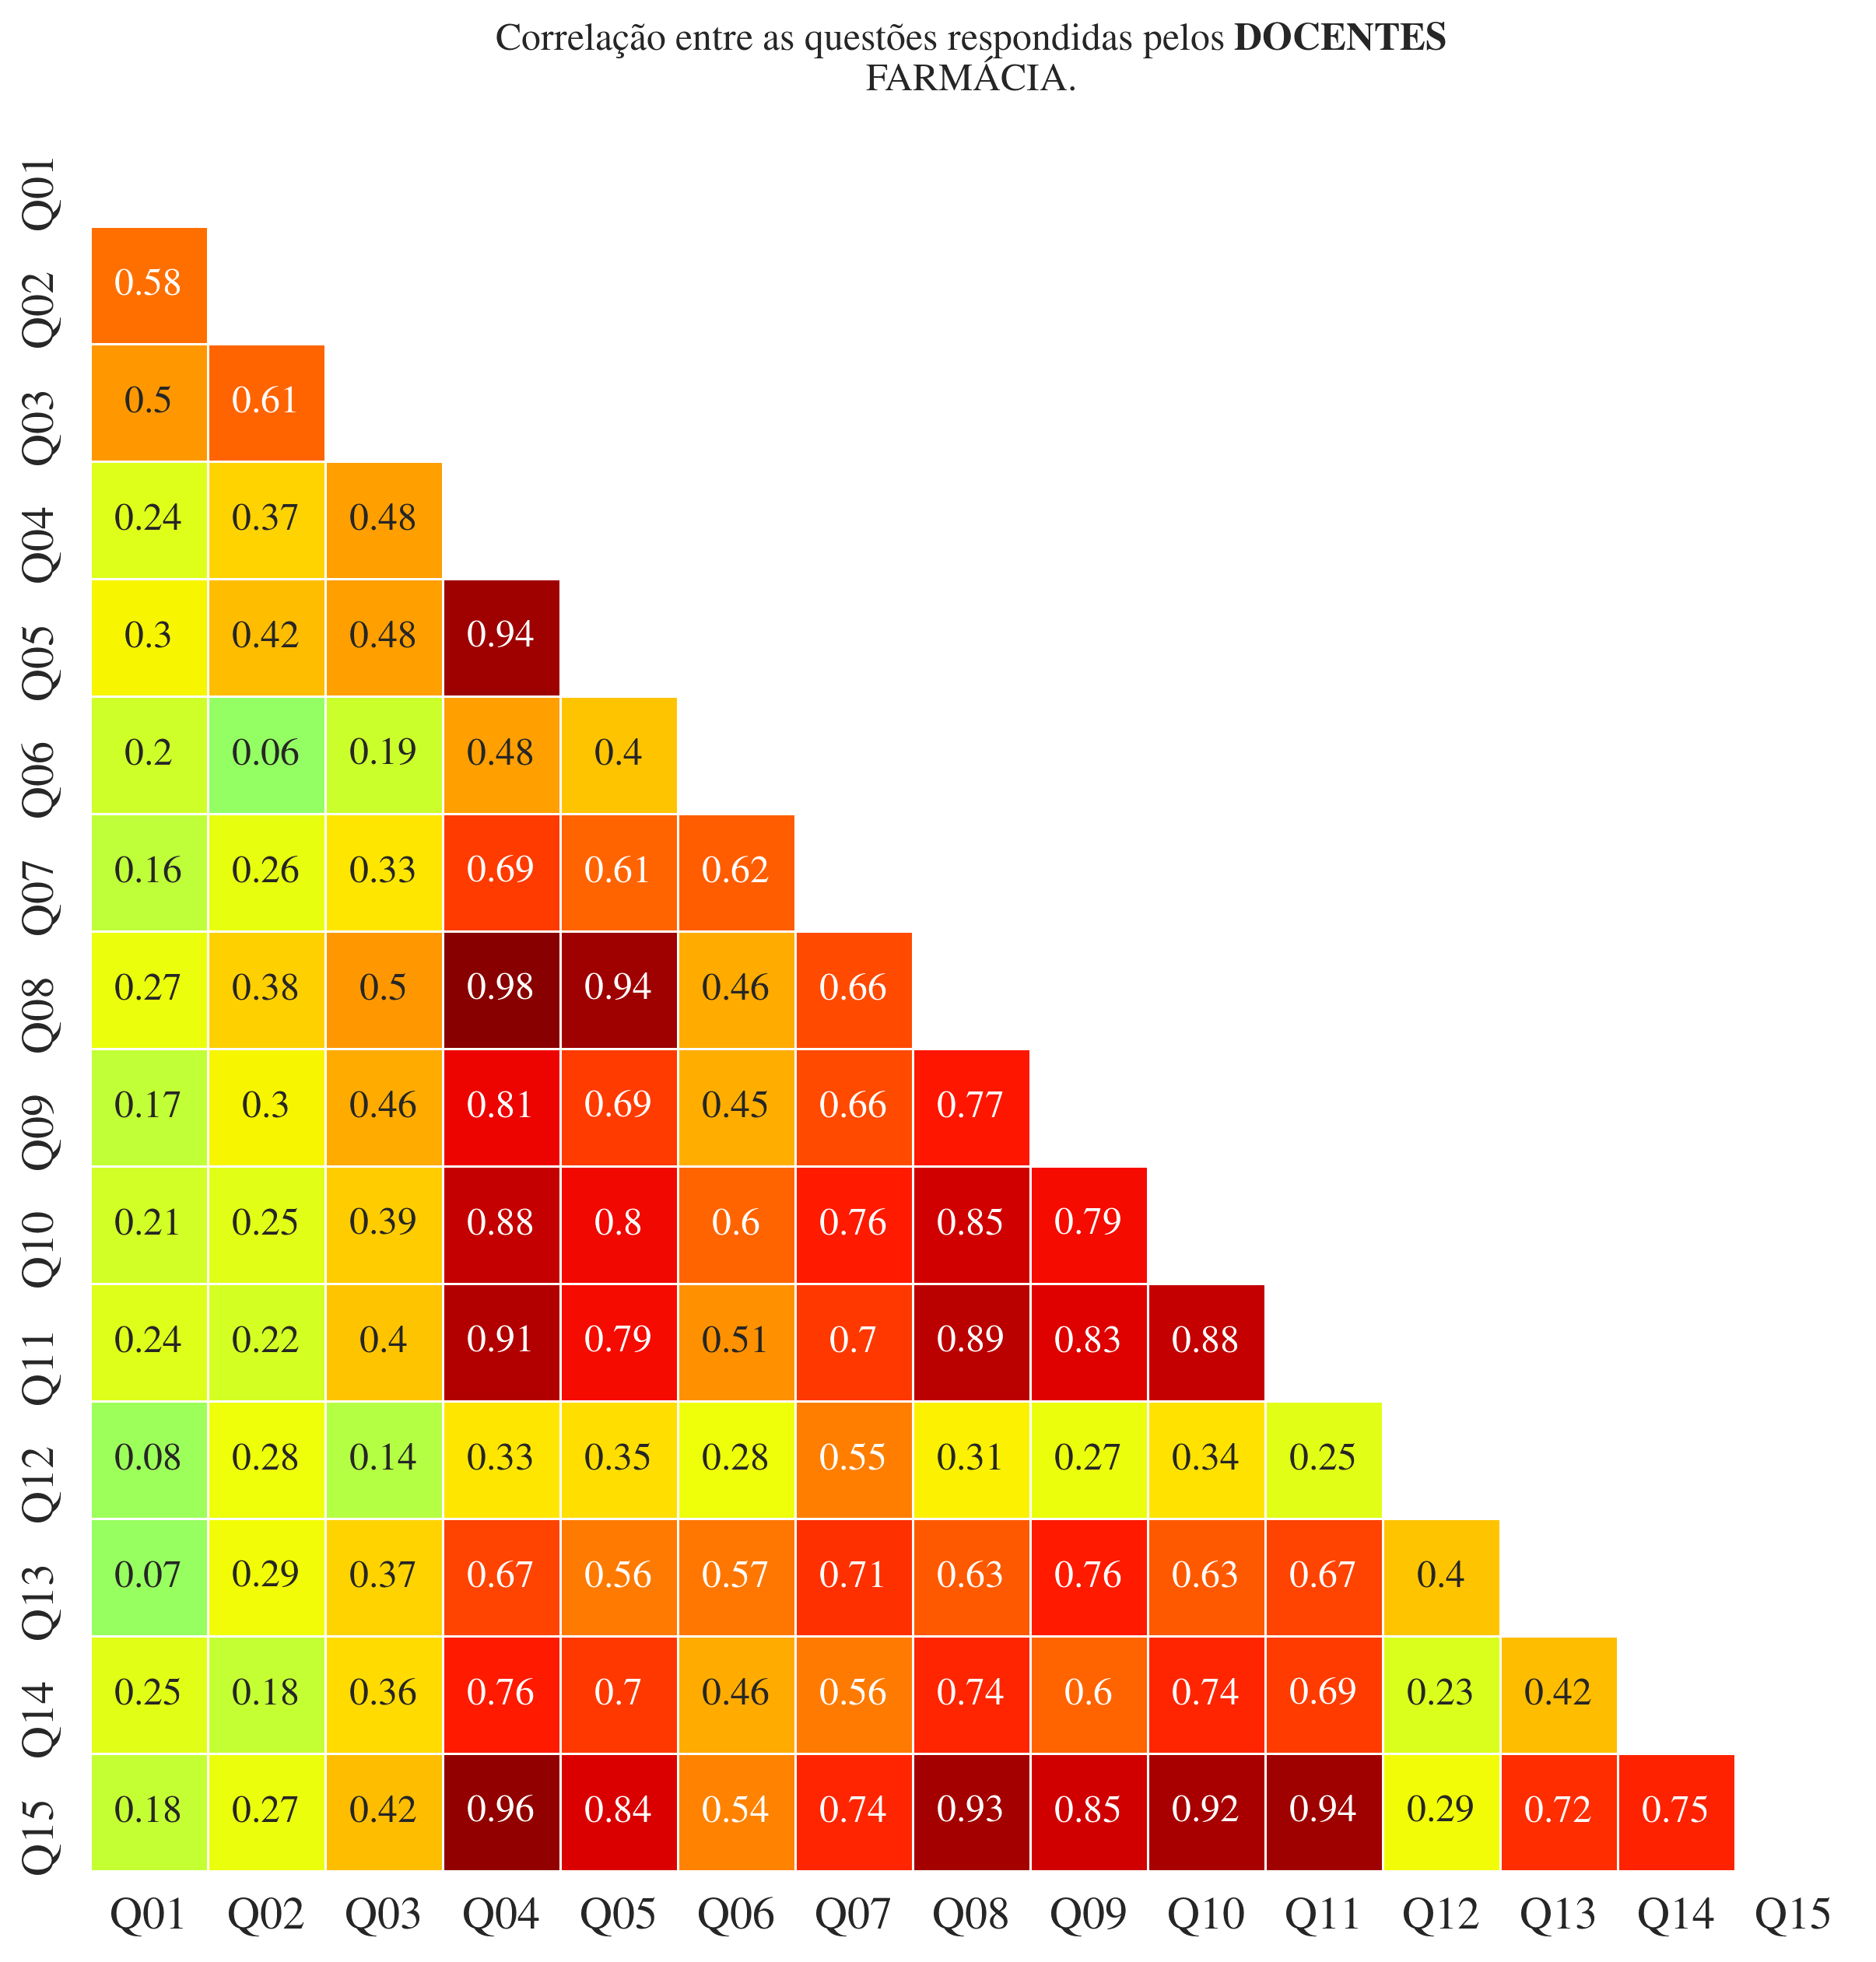 Correlação entre as questões respondidas pelos DOCENTES
FARMÁCIA.
Q01
Q02 0.58
Q03 0.5 0.61
Q04 0.24 0.37 0.48
Q05 0.3 0.42 0.48 0.94
Q06 0.2 0.06 0.19 0.48 0.4
Q07 0.16 0.26 0.33 0.69 0.61 0.62
Q08 0.27 0.38 0.5 0.98 0.94 0.46 0.66
Q09 0.17 0.3 0.46 0.81 0.69 0.45 0.66 0.77
Q10 0.21 0.25 0.39 0.88 0.8 0.6 0.76 0.85 0.79
Q11 0.24 0.22 0.4 0.91 0.79 0.51 0.7 0.89 0.83 0.88
Q12 0.08 0.28 0.14 0.33 0.35 0.28 0.55 0.31 0.27 0.34 0.25
Q13 0.07 0.29 0.37 0.67 0.56 0.57 0.71 0.63 0.76 0.63 0.67 0.4
Q14 0.25 0.18 0.36 0.76 0.7 0.46 0.56 0.74 0.6 0.74 0.69 0.23 0.42
Q15 0.18 0.27 0.42 0.96 0.84 0.54 0.74 0.93 0.85 0.92 0.94 0.29 0.72 0.75
Q01 Q02 Q03 Q04 Q05 Q06 Q07 Q08 Q09 Q10 Q11 Q12 Q13 Q14 Q15